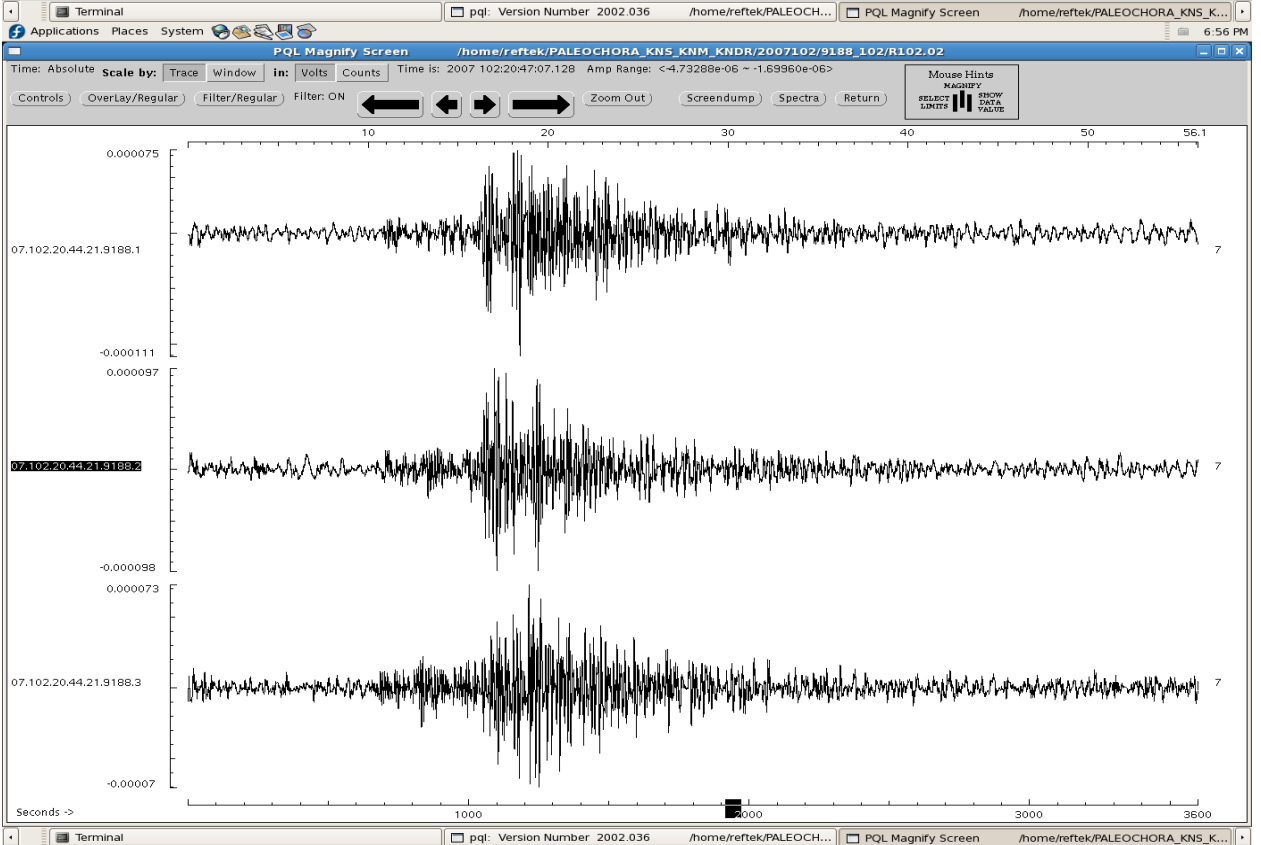 Terminal pql: Version Number 2002.036 /home/reftek/PALEOCH... PQL Magnify Screen /home/reftek/PALEOCHORA_KNS_K...
Applications Places System 6:56 PM
PQL Magnify Screen /home/reftek/PALEOCHORA_KNS_KNM_KNDR/2007102/9188_102/R102.02
Time: Absolute Scale by: Trace Window in: Volts Counts Time is: 2007 102:20:47:07.128 Amp Range: <-4.73288e-06 ~ -1.69960e-06>
Mouse Hints
MAGNIFY
SELECT LIMITS SHOW DATA VALUE
Controls OverLay/Regular Filter/Regular Filter: ON Zoom Out Screendump Spectra Return
10 20 30 40 50 56.1
0.000075
07.102.20.44.21.9188.1 7
-0.000111
0.000097
07.102.20.44.21.9188.2 7
-0.000098
0.000073
07.102.20.44.21.9188.3 7
-0.00007
Seconds -> 1000 2000 3000 3600
Terminal pql: Version Number 2002.036 /home/reftek/PALEOCH... PQL Magnify Screen /home/reftek/PALEOCHORA_KNS_K...